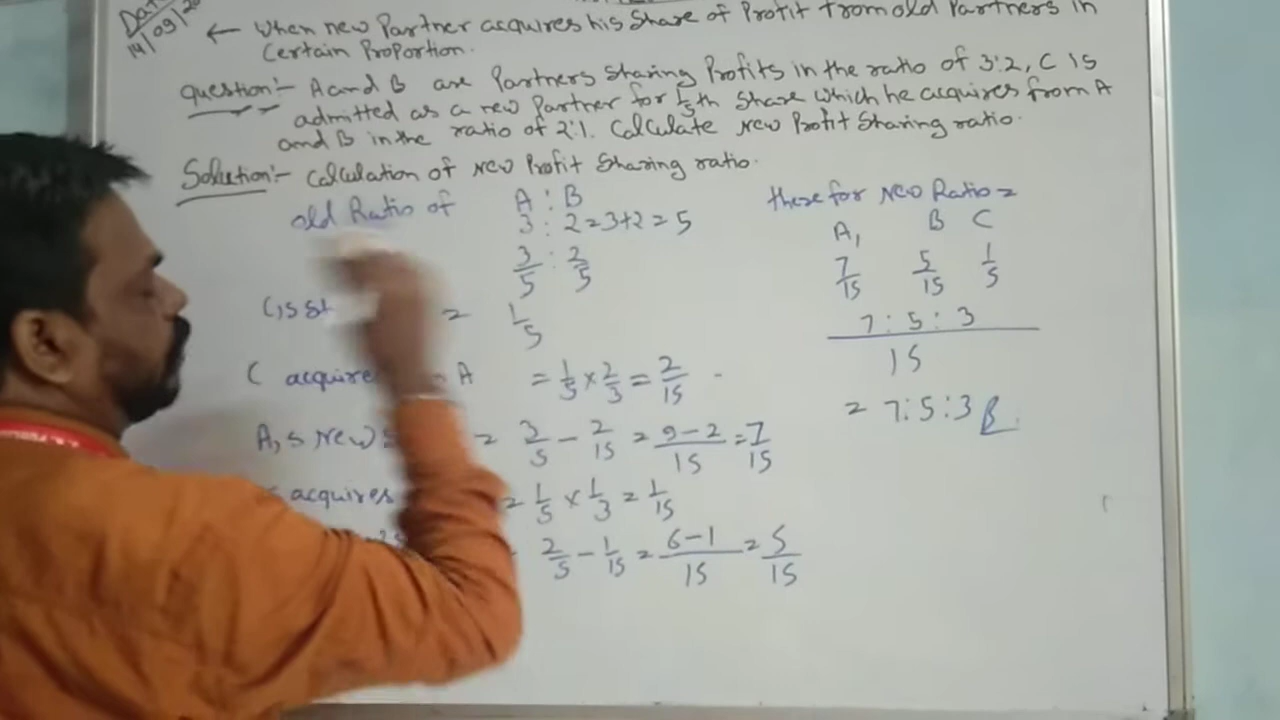 14/09/20
← When new Partner acquires his Share of Profit from old Partners in
Certain Proportion.
Question:- A and B are Partners Sharing Profits in the ratio of 3:2, C is
admitted as a new Partner for 1/5th Share which he acquires from A
and B in the ratio of 2:1. Calculate New Profit Sharing ratio.
Solution:- Calculation of New Profit Sharing ratio.
old Ratio of A : B
3 : 2 = 3+2 = 5
3/5 : 2/5
C,s = 1/5
C acquire A = 1/5 × 2/3 = 2/15
A,s New = 3/5 - 2/15 = 9-2/15 = 7/15
acquires = 1/5 × 1/3 = 1/15
2/5 - 1/15 = 6-1/15 = 5/15
there for New Ratio =
A, B C
7/15 5/15 1/5
7 : 5 : 3
15
= 7:5:3